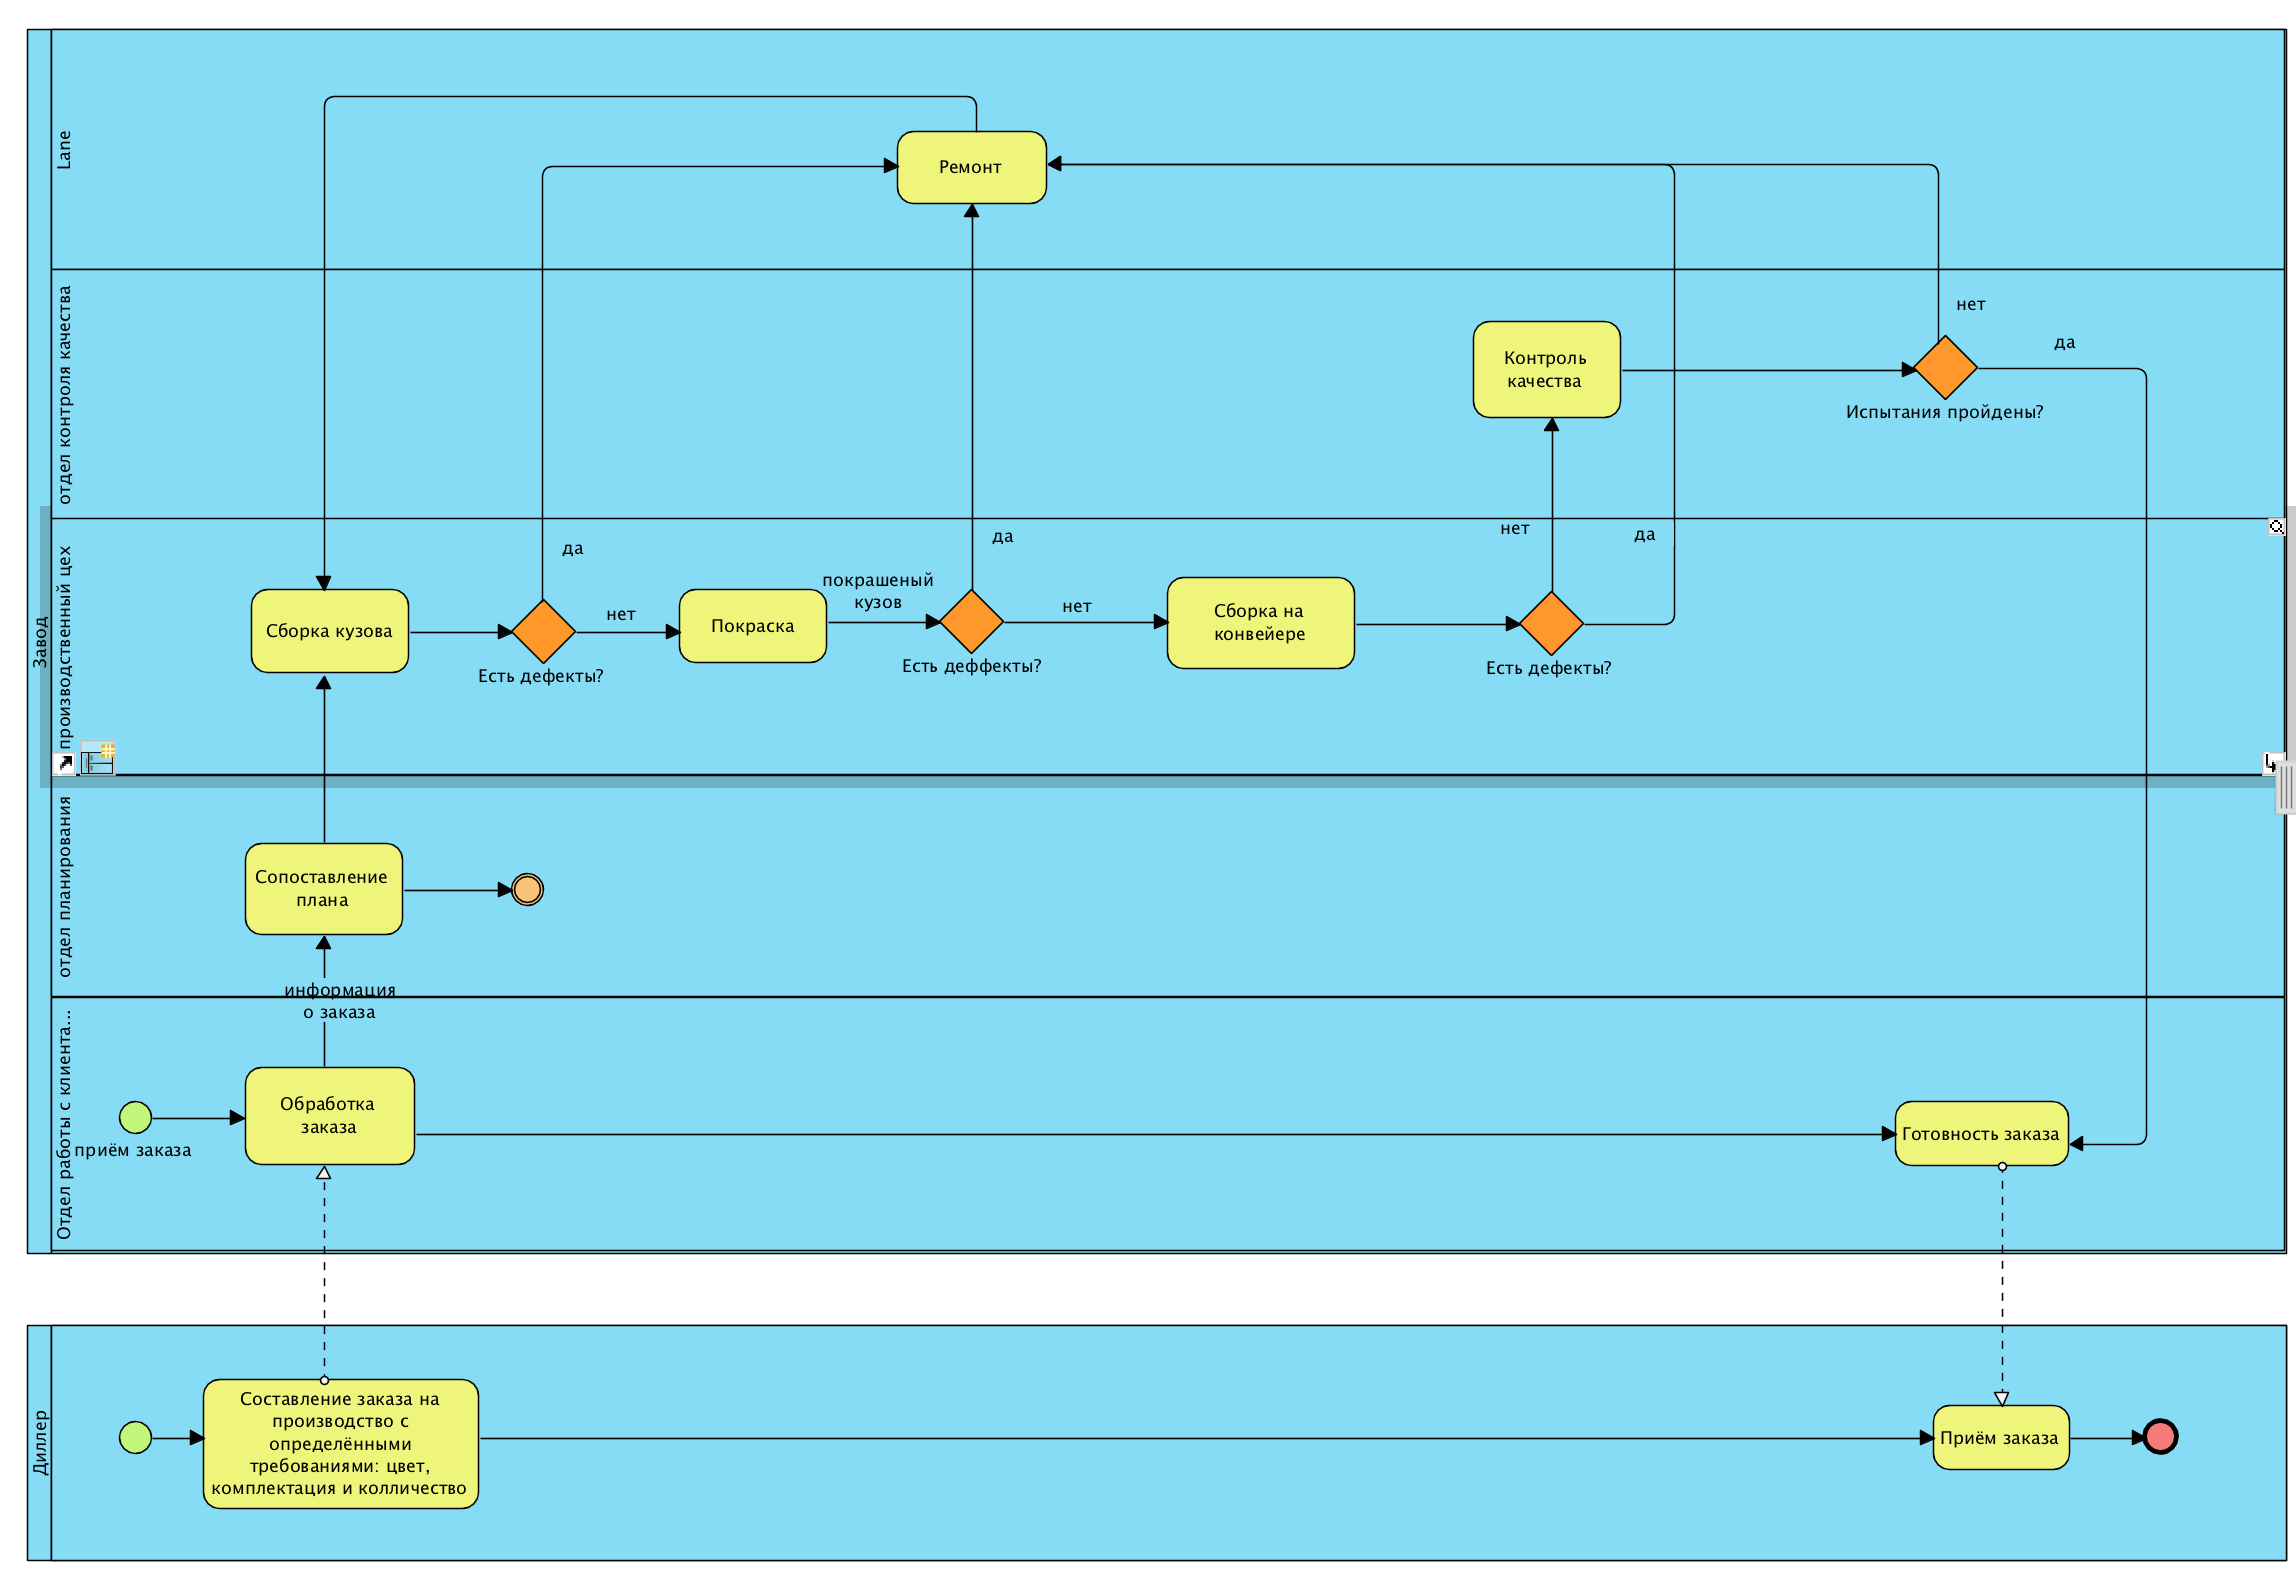 Завод
Lane
Ремонт
отдел контроля качества
Контроль
качества
нет
да
Испытания пройдены?
производственный цех
Сборка кузова
да
нет
Есть дефекты?
Покраска
покрашеный
кузов
да
нет
Есть деффекты?
Сборка на
конвейере
нет
да
Есть дефекты?
отдел планирования
Сопоставление
плана
информация
о заказа
Отдел работы с клиента...
приём заказа
Обработка
заказа
Готовность заказа
Диллер
Составление заказа на
производство с
определёнными
требованиями: цвет,
комплектация и колличество
Приём заказа